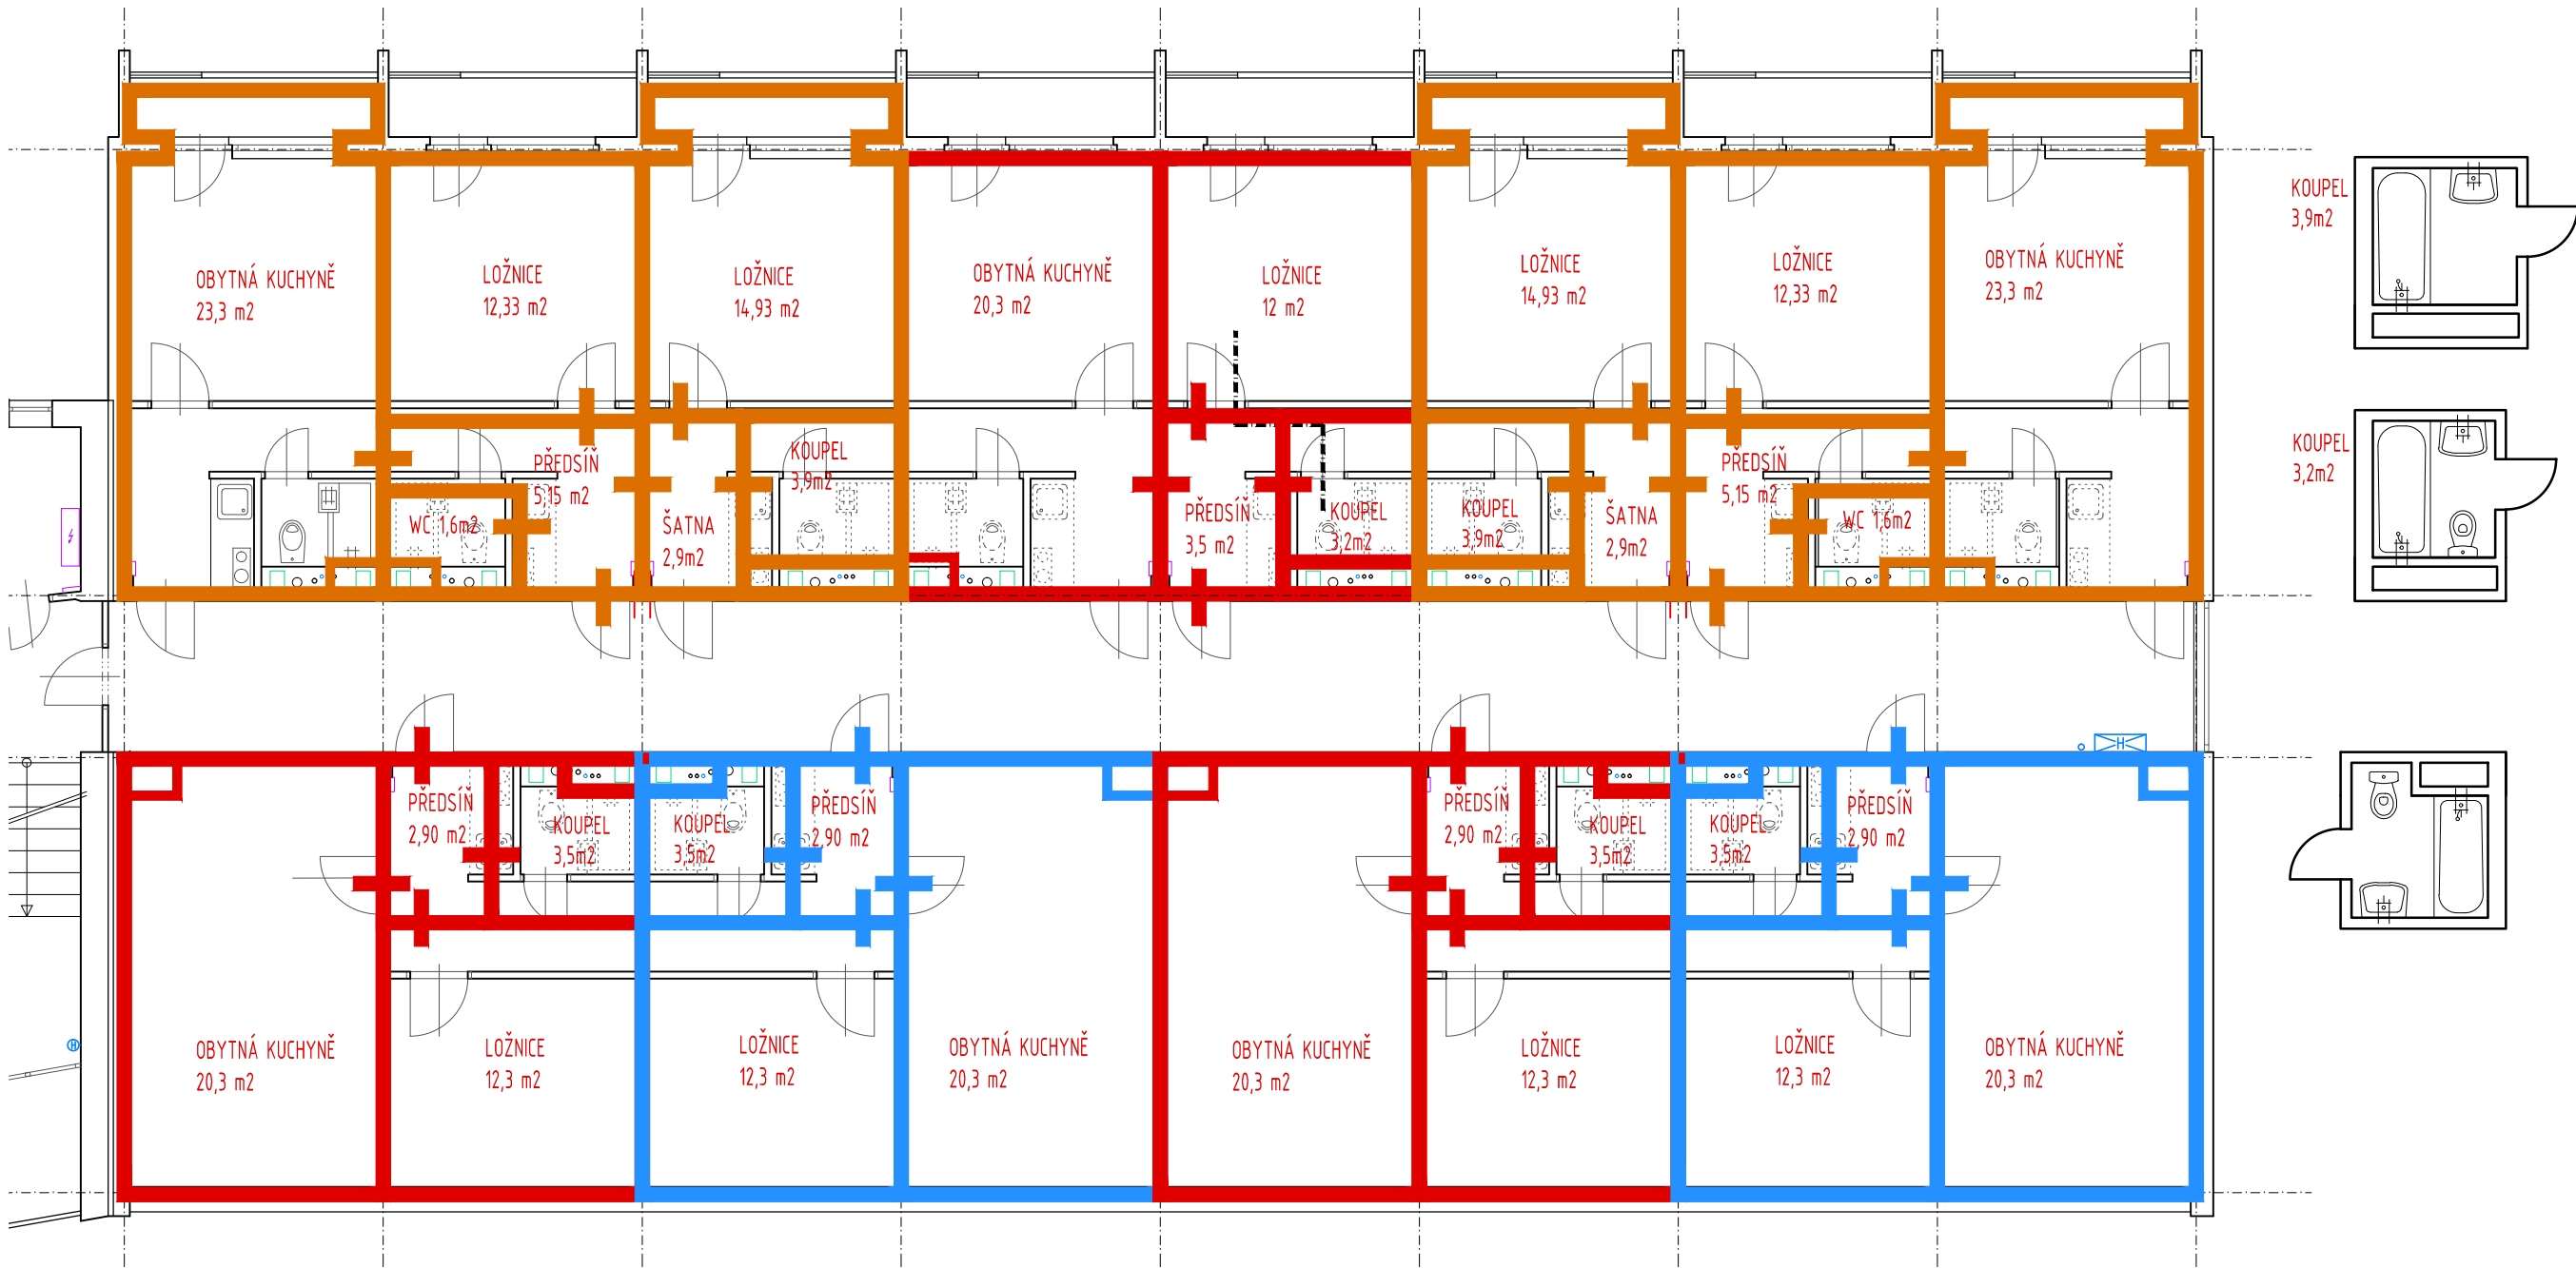 OBYTNÁ KUCHYNĚ
23,3 m2
LOŽNICE
12,33 m2
LOŽNICE
14,93 m2
OBYTNÁ KUCHYNĚ
20,3 m2
LOŽNICE
12 m2
LOŽNICE
14,93 m2
LOŽNICE
12,33 m2
OBYTNÁ KUCHYNĚ
23,3 m2
KOUPEL
3,9m2
WC 1,6m2
PŘEDSÍŇ
5,15 m2
ŠATNA
2,9m2
KOUPEL
3,9m2
PŘEDSÍŇ
3,5 m2
KOUPEL
3,2m2
KOUPEL
3,9m2
ŠATNA
2,9m2
PŘEDSÍŇ
5,15 m2
WC 1,6m2
KOUPEL
3,2m2
PŘEDSÍŇ
2,90 m2
KOUPEL
3,5m2
KOUPEL
3,5m2
PŘEDSÍŇ
2,90 m2
PŘEDSÍŇ
2,90 m2
KOUPEL
3,5m2
KOUPEL
3,5m2
PŘEDSÍŇ
2,90 m2
H
H
OBYTNÁ KUCHYNĚ
20,3 m2
LOŽNICE
12,3 m2
LOŽNICE
12,3 m2
OBYTNÁ KUCHYNĚ
20,3 m2
OBYTNÁ KUCHYNĚ
20,3 m2
LOŽNICE
12,3 m2
LOŽNICE
12,3 m2
OBYTNÁ KUCHYNĚ
20,3 m2